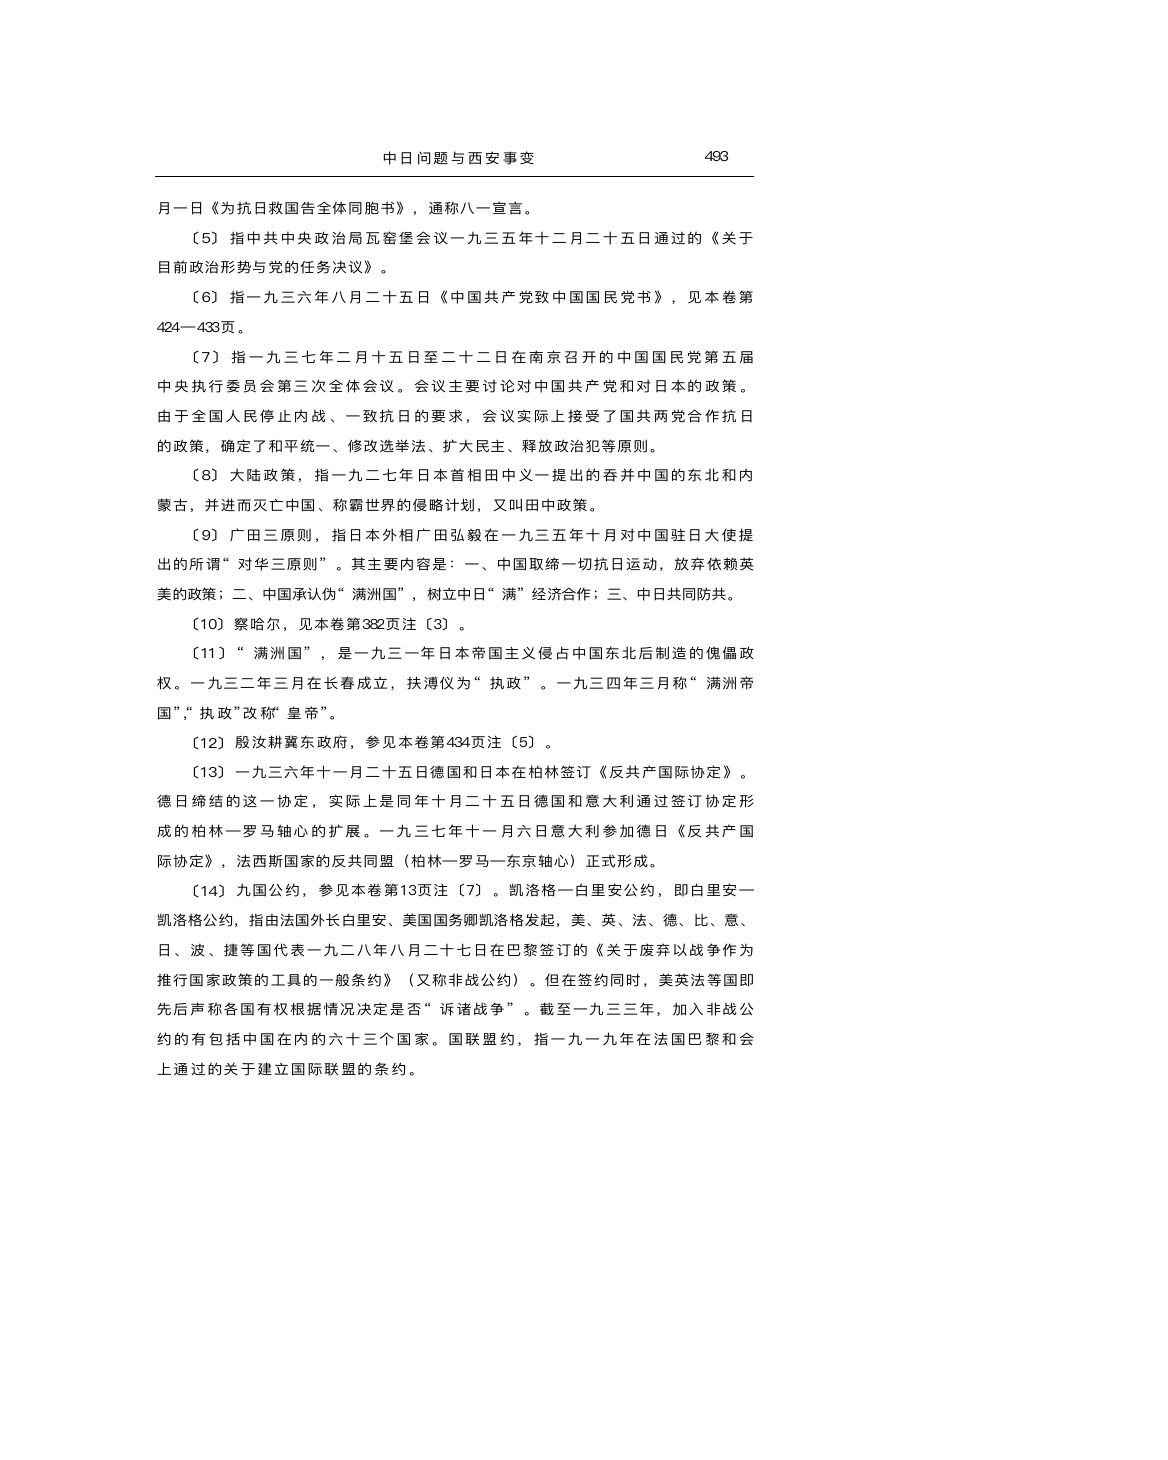 中日问题与西安事变 493
月一日《为抗日救国告全体同胞书》，通称八一宣言。
〔5〕指中共中央政治局瓦窑堡会议一九三五年十二月二十五日通过的《关于
目前政治形势与党的任务决议》。
〔6〕指一九三六年八月二十五日《中国共产党致中国国民党书》，见本卷第
424—433页。
〔7〕指一九三七年二月十五日至二十二日在南京召开的中国国民党第五届
中央执行委员会第三次全体会议。会议主要讨论对中国共产党和对日本的政策。
由于全国人民停止内战、一致抗日的要求，会议实际上接受了国共两党合作抗日
的政策，确定了和平统一、修改选举法、扩大民主、释放政治犯等原则。
〔8〕大陆政策，指一九二七年日本首相田中义一提出的吞并中国的东北和内
蒙古，并进而灭亡中国、称霸世界的侵略计划，又叫田中政策。
〔9〕广田三原则，指日本外相广田弘毅在一九三五年十月对中国驻日大使提
出的所谓“对华三原则”。其主要内容是：一、中国取缔一切抗日运动，放弃依赖英
美的政策；二、中国承认伪“满洲国”，树立中日“满”经济合作；三、中日共同防共。
〔10〕察哈尔，见本卷第382页注〔3〕。
〔11〕“满洲国”，是一九三一年日本帝国主义侵占中国东北后制造的傀儡政
权。一九三二年三月在长春成立，扶溥仪为“执政”。一九三四年三月称“满洲帝
国”，“执政”改称“皇帝”。
〔12〕殷汝耕冀东政府，参见本卷第434页注〔5〕。
〔13〕一九三六年十一月二十五日德国和日本在柏林签订《反共产国际协定》。
德日缔结的这一协定，实际上是同年十月二十五日德国和意大利通过签订协定形
成的柏林—罗马轴心的扩展。一九三七年十一月六日意大利参加德日《反共产国
际协定》，法西斯国家的反共同盟（柏林—罗马—东京轴心）正式形成。
〔14〕九国公约，参见本卷第13页注〔7〕。凯洛格—白里安公约，即白里安—
凯洛格公约，指由法国外长白里安、美国国务卿凯洛格发起，美、英、法、德、比、意、
日、波、捷等国代表一九二八年八月二十七日在巴黎签订的《关于废弃以战争作为
推行国家政策的工具的一般条约》（又称非战公约）。但在签约同时，美英法等国即
先后声称各国有权根据情况决定是否“诉诸战争”。截至一九三三年，加入非战公
约的有包括中国在内的六十三个国家。国联盟约，指一九一九年在法国巴黎和会
上通过的关于建立国际联盟的条约。